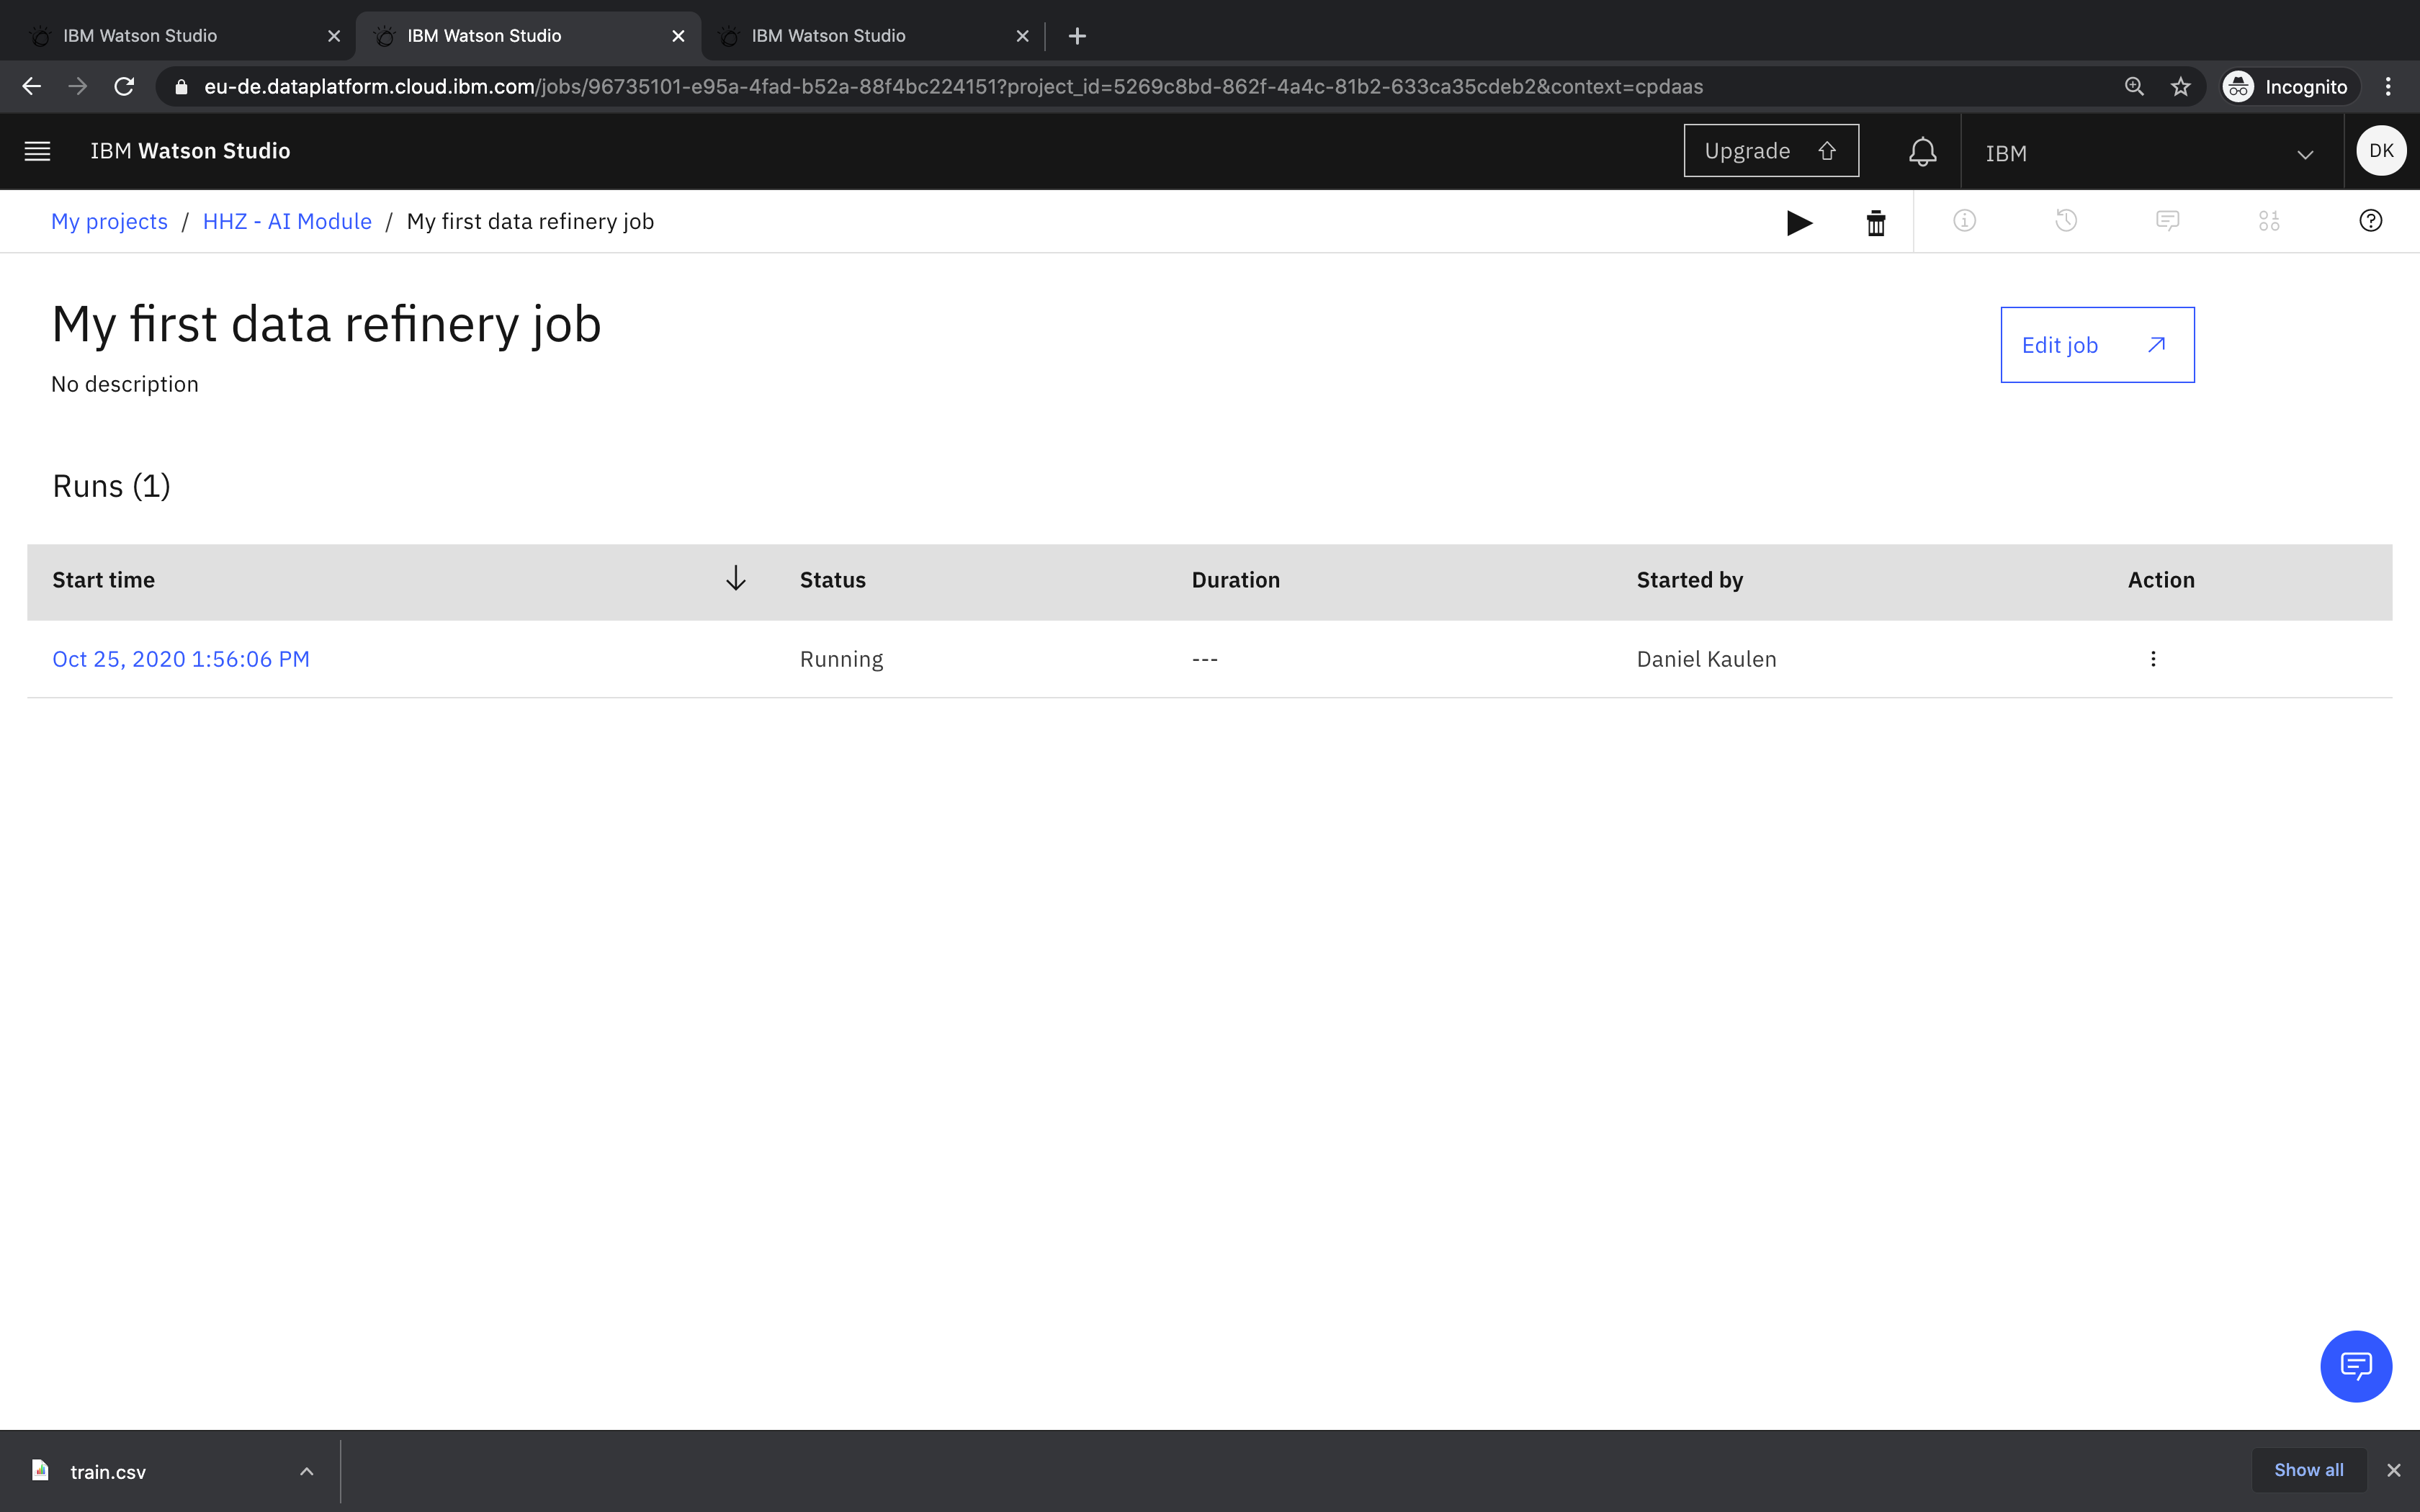 IBM Watson Studio
IBM Watson Studio
IBM Watson Studio
eu-de.dataplatform.cloud.ibm.com/jobs/96735101-e95a-4fad-b52a-88f4bc224151?project_id=5269c8bd-862f-4a4c-81b2-633ca35cdeb2&context=cpdaas
Incognito
IBM Watson Studio
Upgrade
IBM
DK
My projects / HHZ - AI Module / My first data refinery job
My first data refinery job
Edit job
No description
Runs (1)
Start time Status Duration Started by Action
Oct 25, 2020 1:56:06 PM Running --- Daniel Kaulen
train.csv
Show all